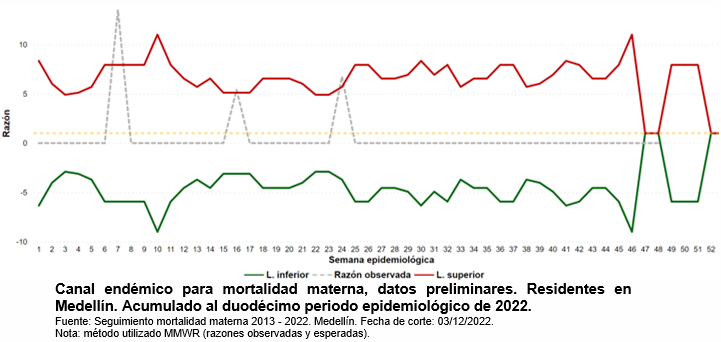 10
5
0
-5
-10
Razón
1 2 3 4 5 6 7 8 9 10 11 12 13 14 15 16 17 18 19 20 21 22 23 24 25 26 27 28 29 30 31 32 33 34 35 36 37 38 39 40 41 42 43 44 45 46 47 48 49 50 51 52
Semana epidemiológica
L. inferior Razón observada L. superior
Canal endémico para mortalidad materna, datos preliminares. Residentes en
Medellín. Acumulado al duodécimo periodo epidemiológico de 2022.
Fuente: Seguimiento mortalidad materna 2013 - 2022. Medellín. Fecha de corte: 03/12/2022.
Nota: método utilizado MMWR (razones observadas y esperadas).